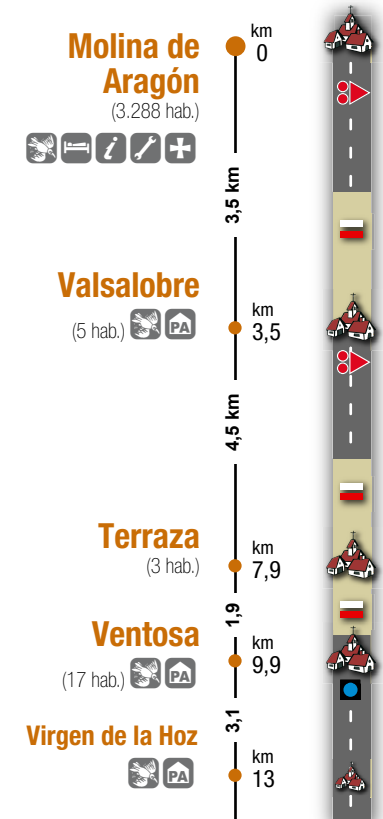 Molina de
Aragón
(3.288 hab.)
i
km
0
3,5 km
Valsalobre
(5 hab.) PA
km
3,5
4,5 km
Terraza
(3 hab.)
km
7,9
1,9
Ventosa
(17 hab.) PA
km
9,9
3,1
Virgen de la Hoz
PA
km
13